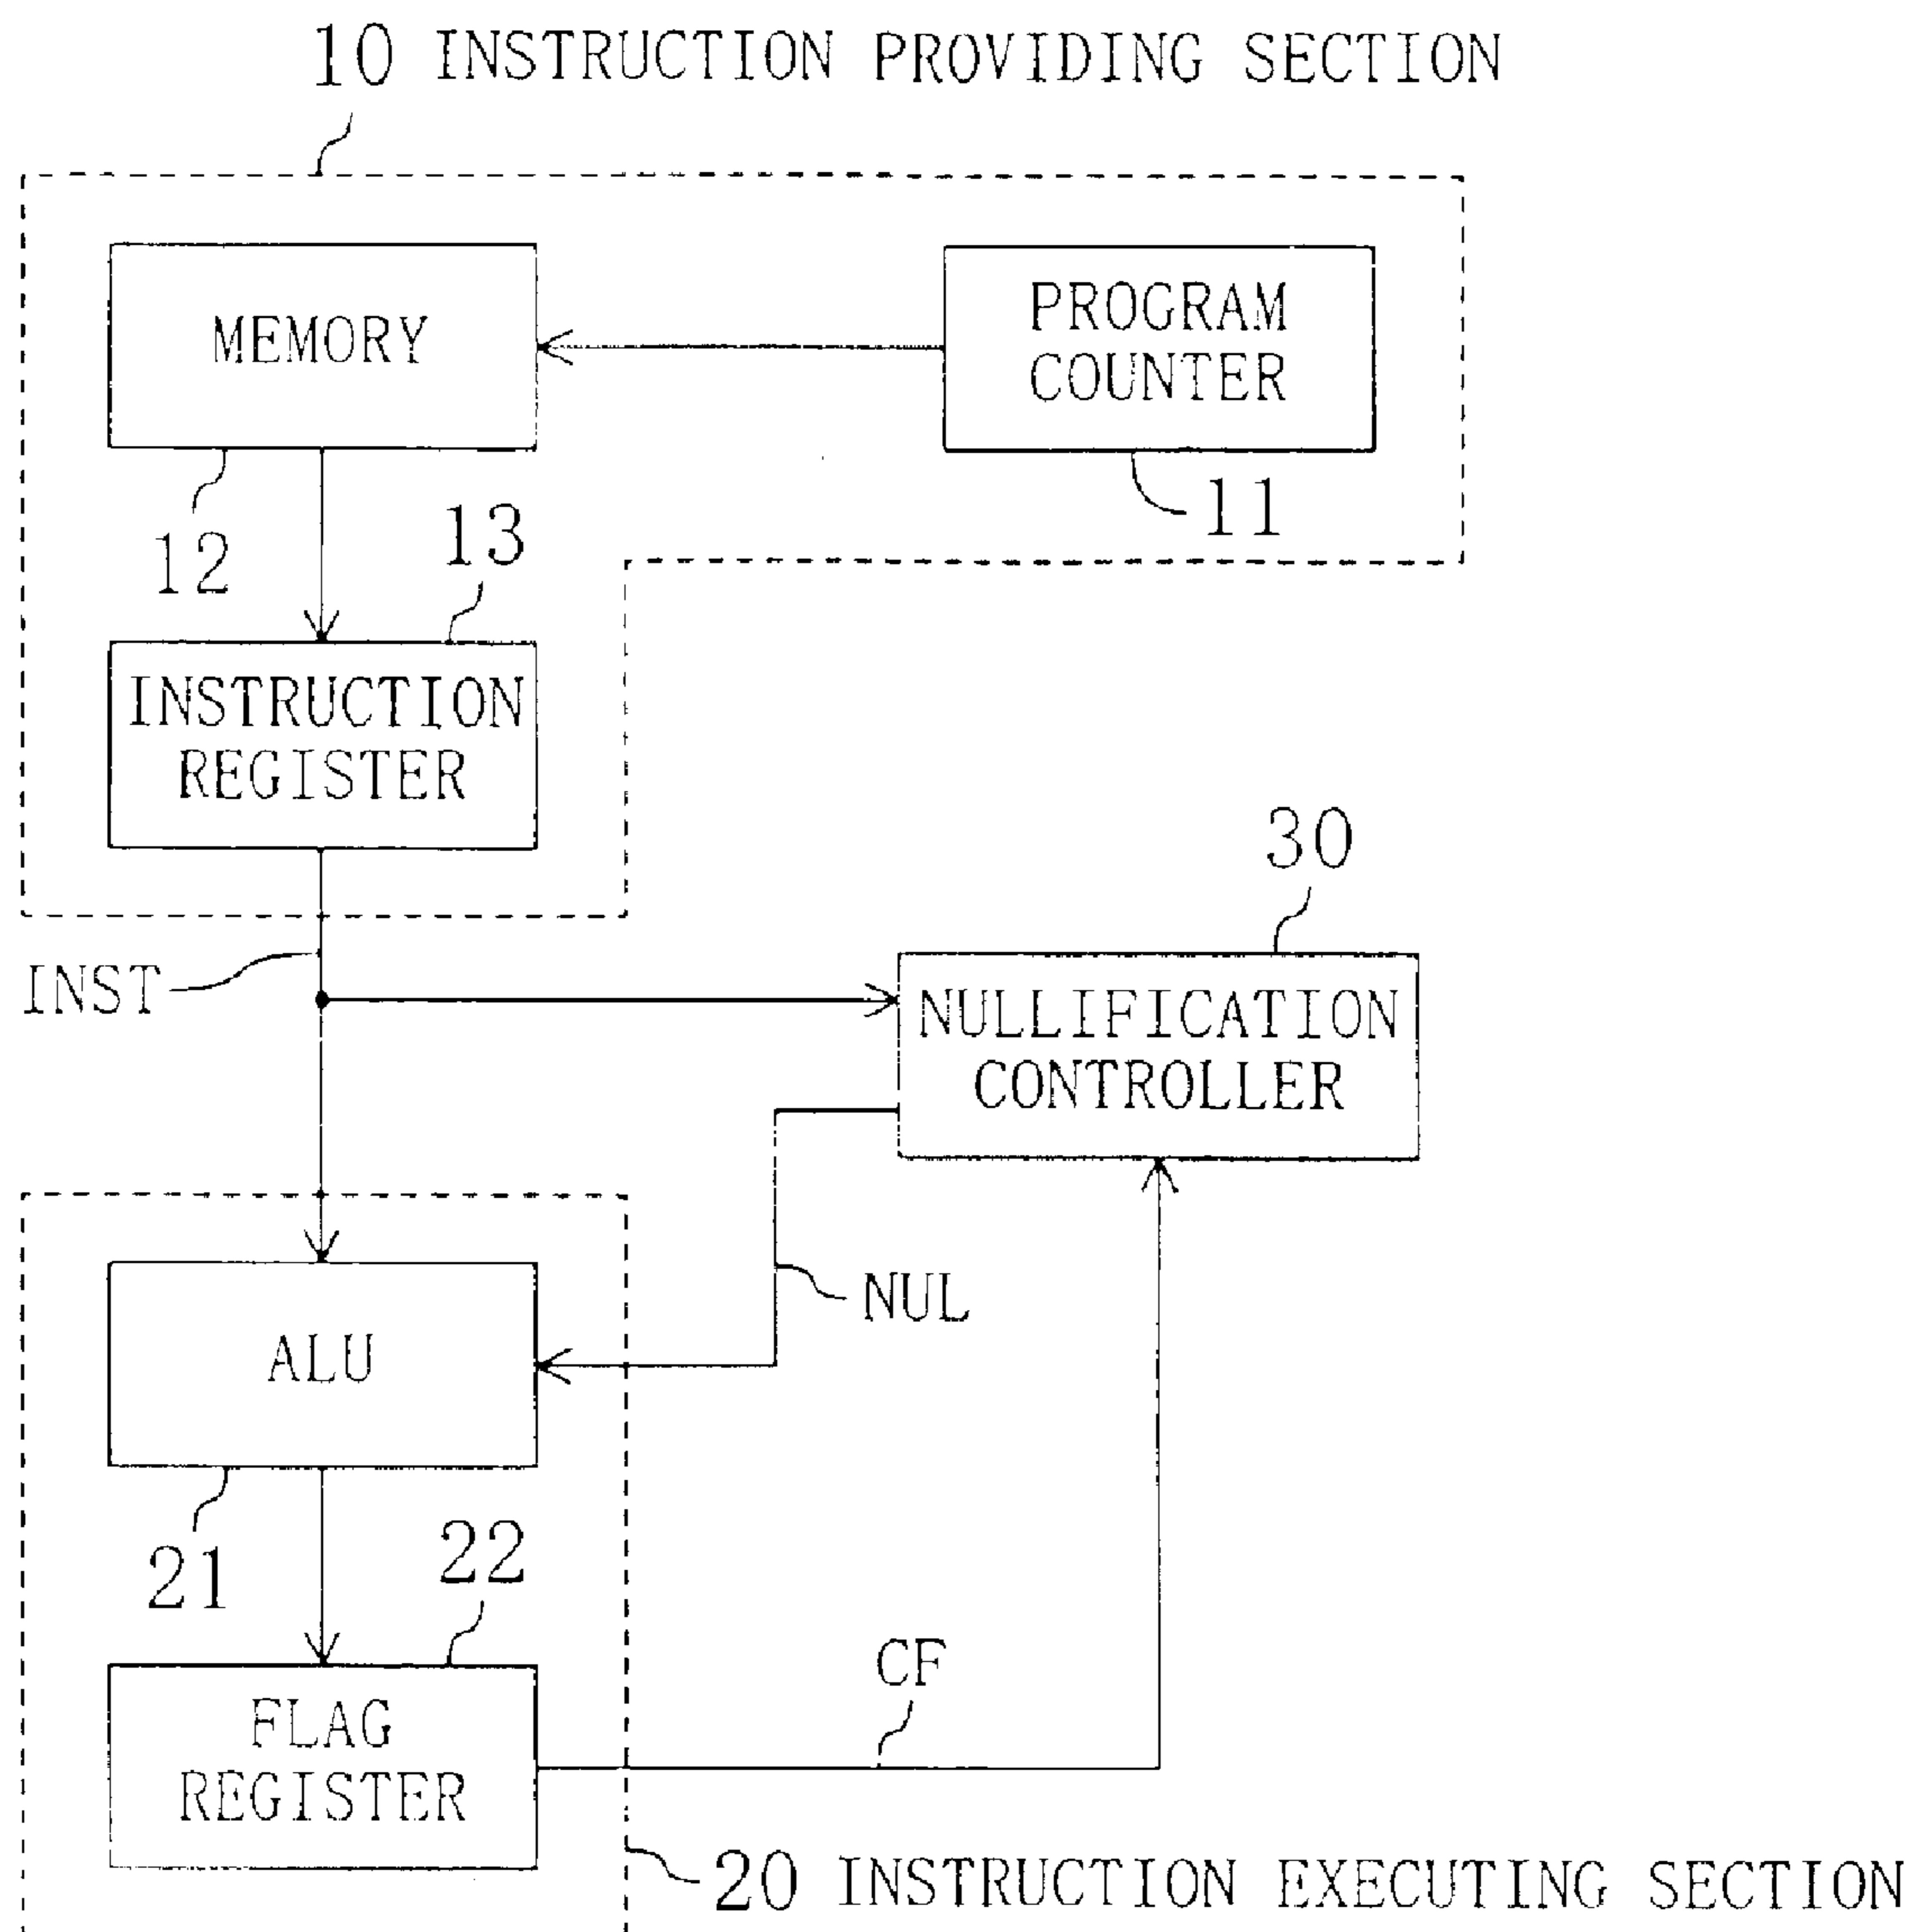 10 INSTRUCTION PROVIDING SECTION
MEMORY
PROGRAM
COUNTER
11
12
13
INSTRUCTION
REGISTER
30
INST
NULLIFICATION
CONTROLLER
NUL
ALU
21
22
CF
FLAG
REGISTER
20 INSTRUCTION EXECUTING SECTION